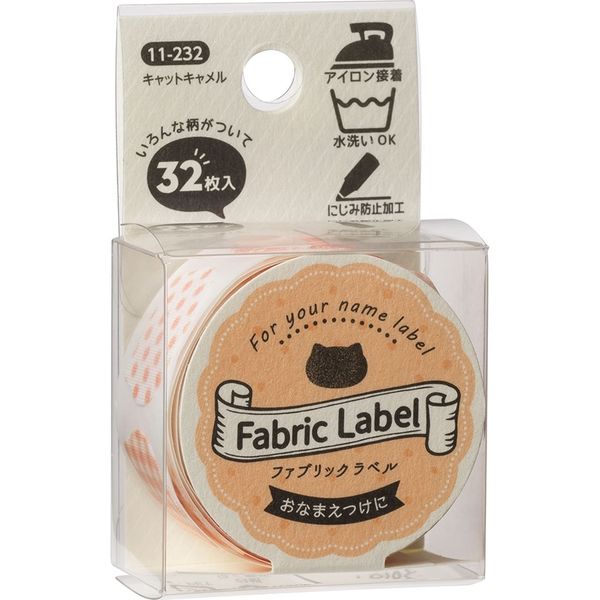 11-232
キャットキャメル
いろんな柄がついて
32枚入
アイロン接着
水洗いOK
にじみ防止加工
For your name label
Fabric Label
ファブリックラベル
おなまえつけに